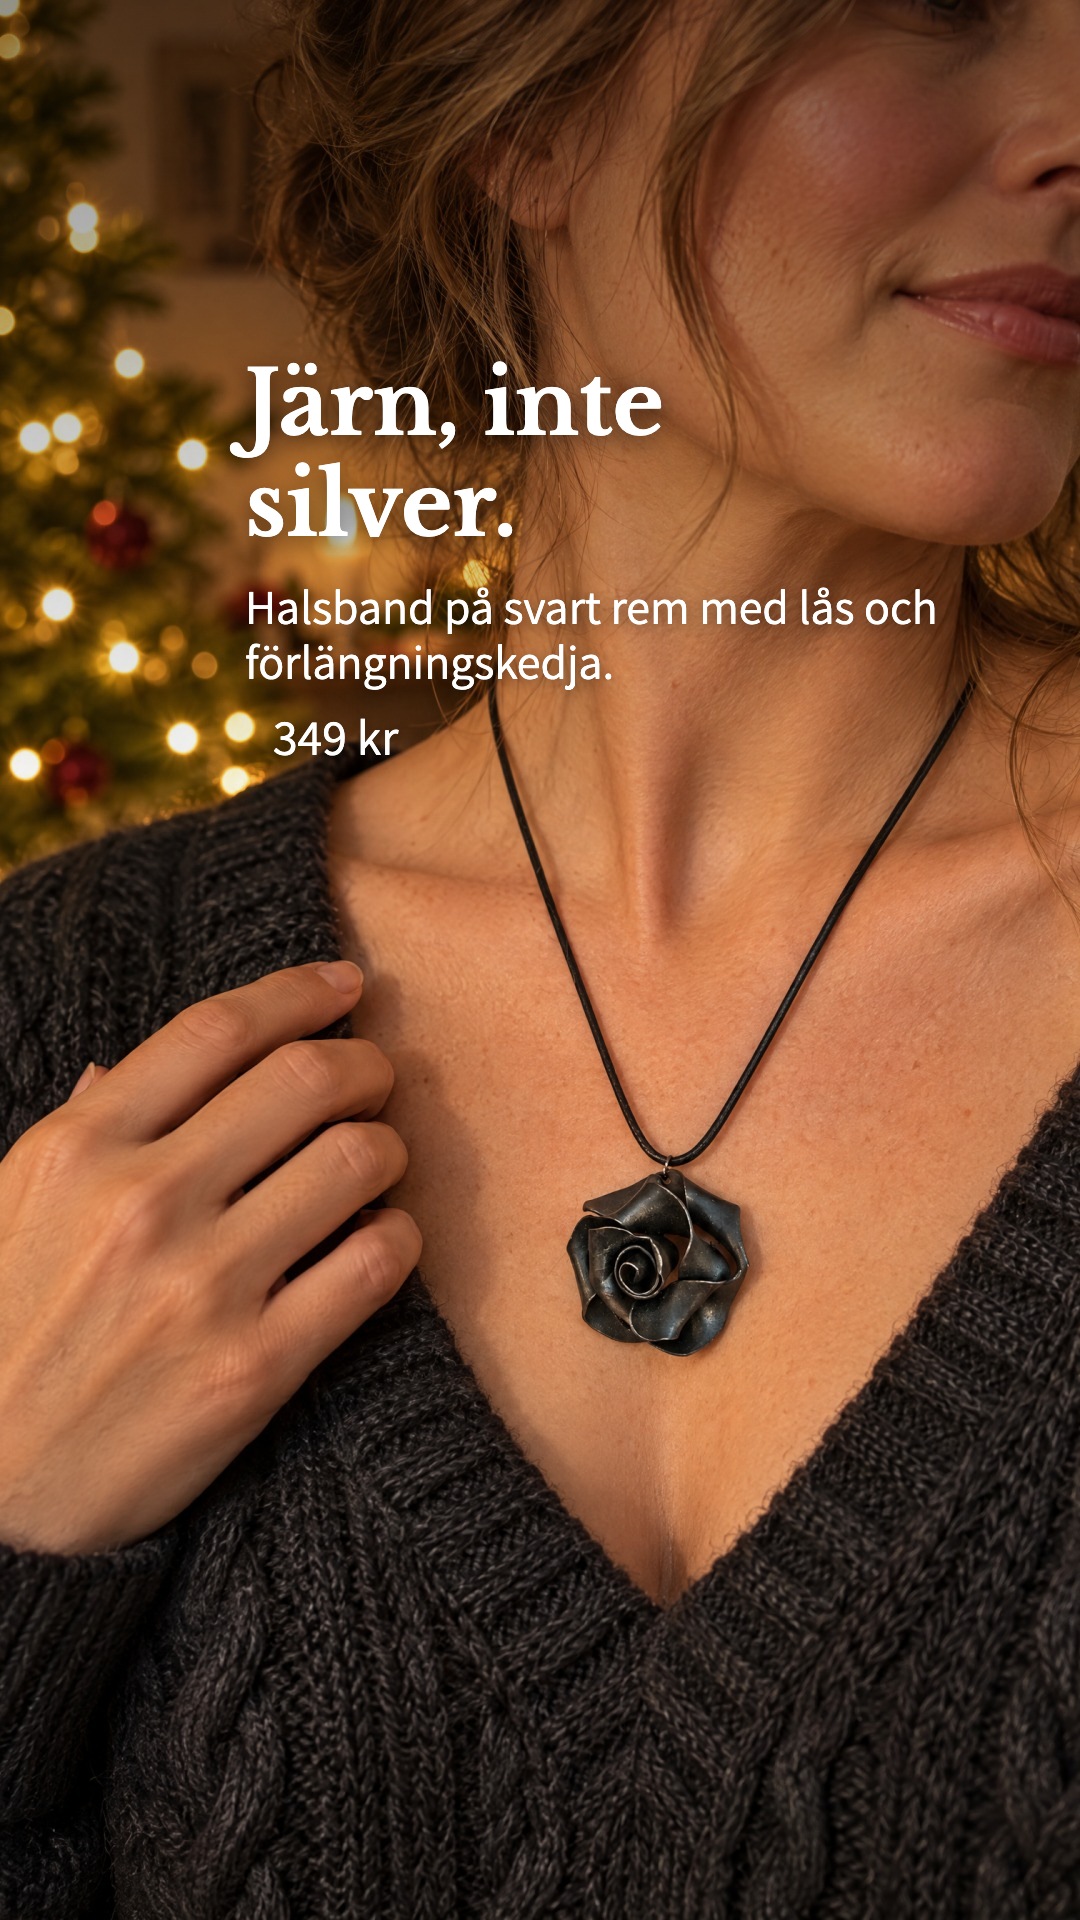 Järn, inte
silver.
Halsband på svart rem med lås och
förlängningskedja.
349 kr